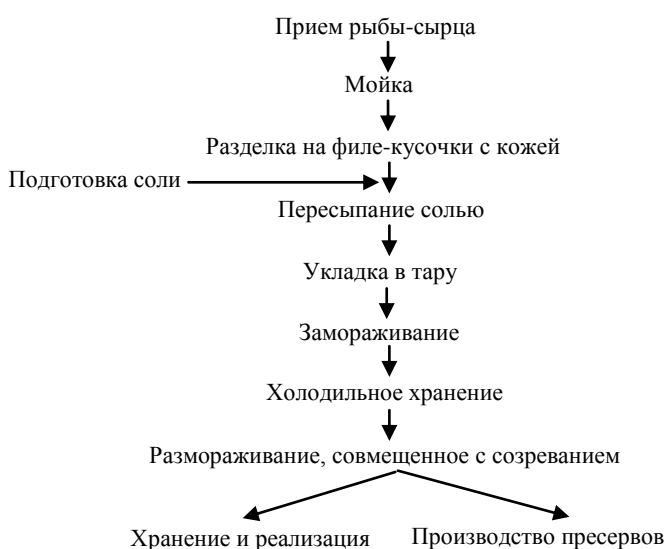 Прием рыбы-сырца
Мойка
Разделка на филе-кусочки с кожей
Подготовка соли
Пересыпание солью
Укладка в тару
Замораживание
Холодильное хранение
Размораживание, совмещенное с созреванием
Хранение и реализация
Производство пресервов